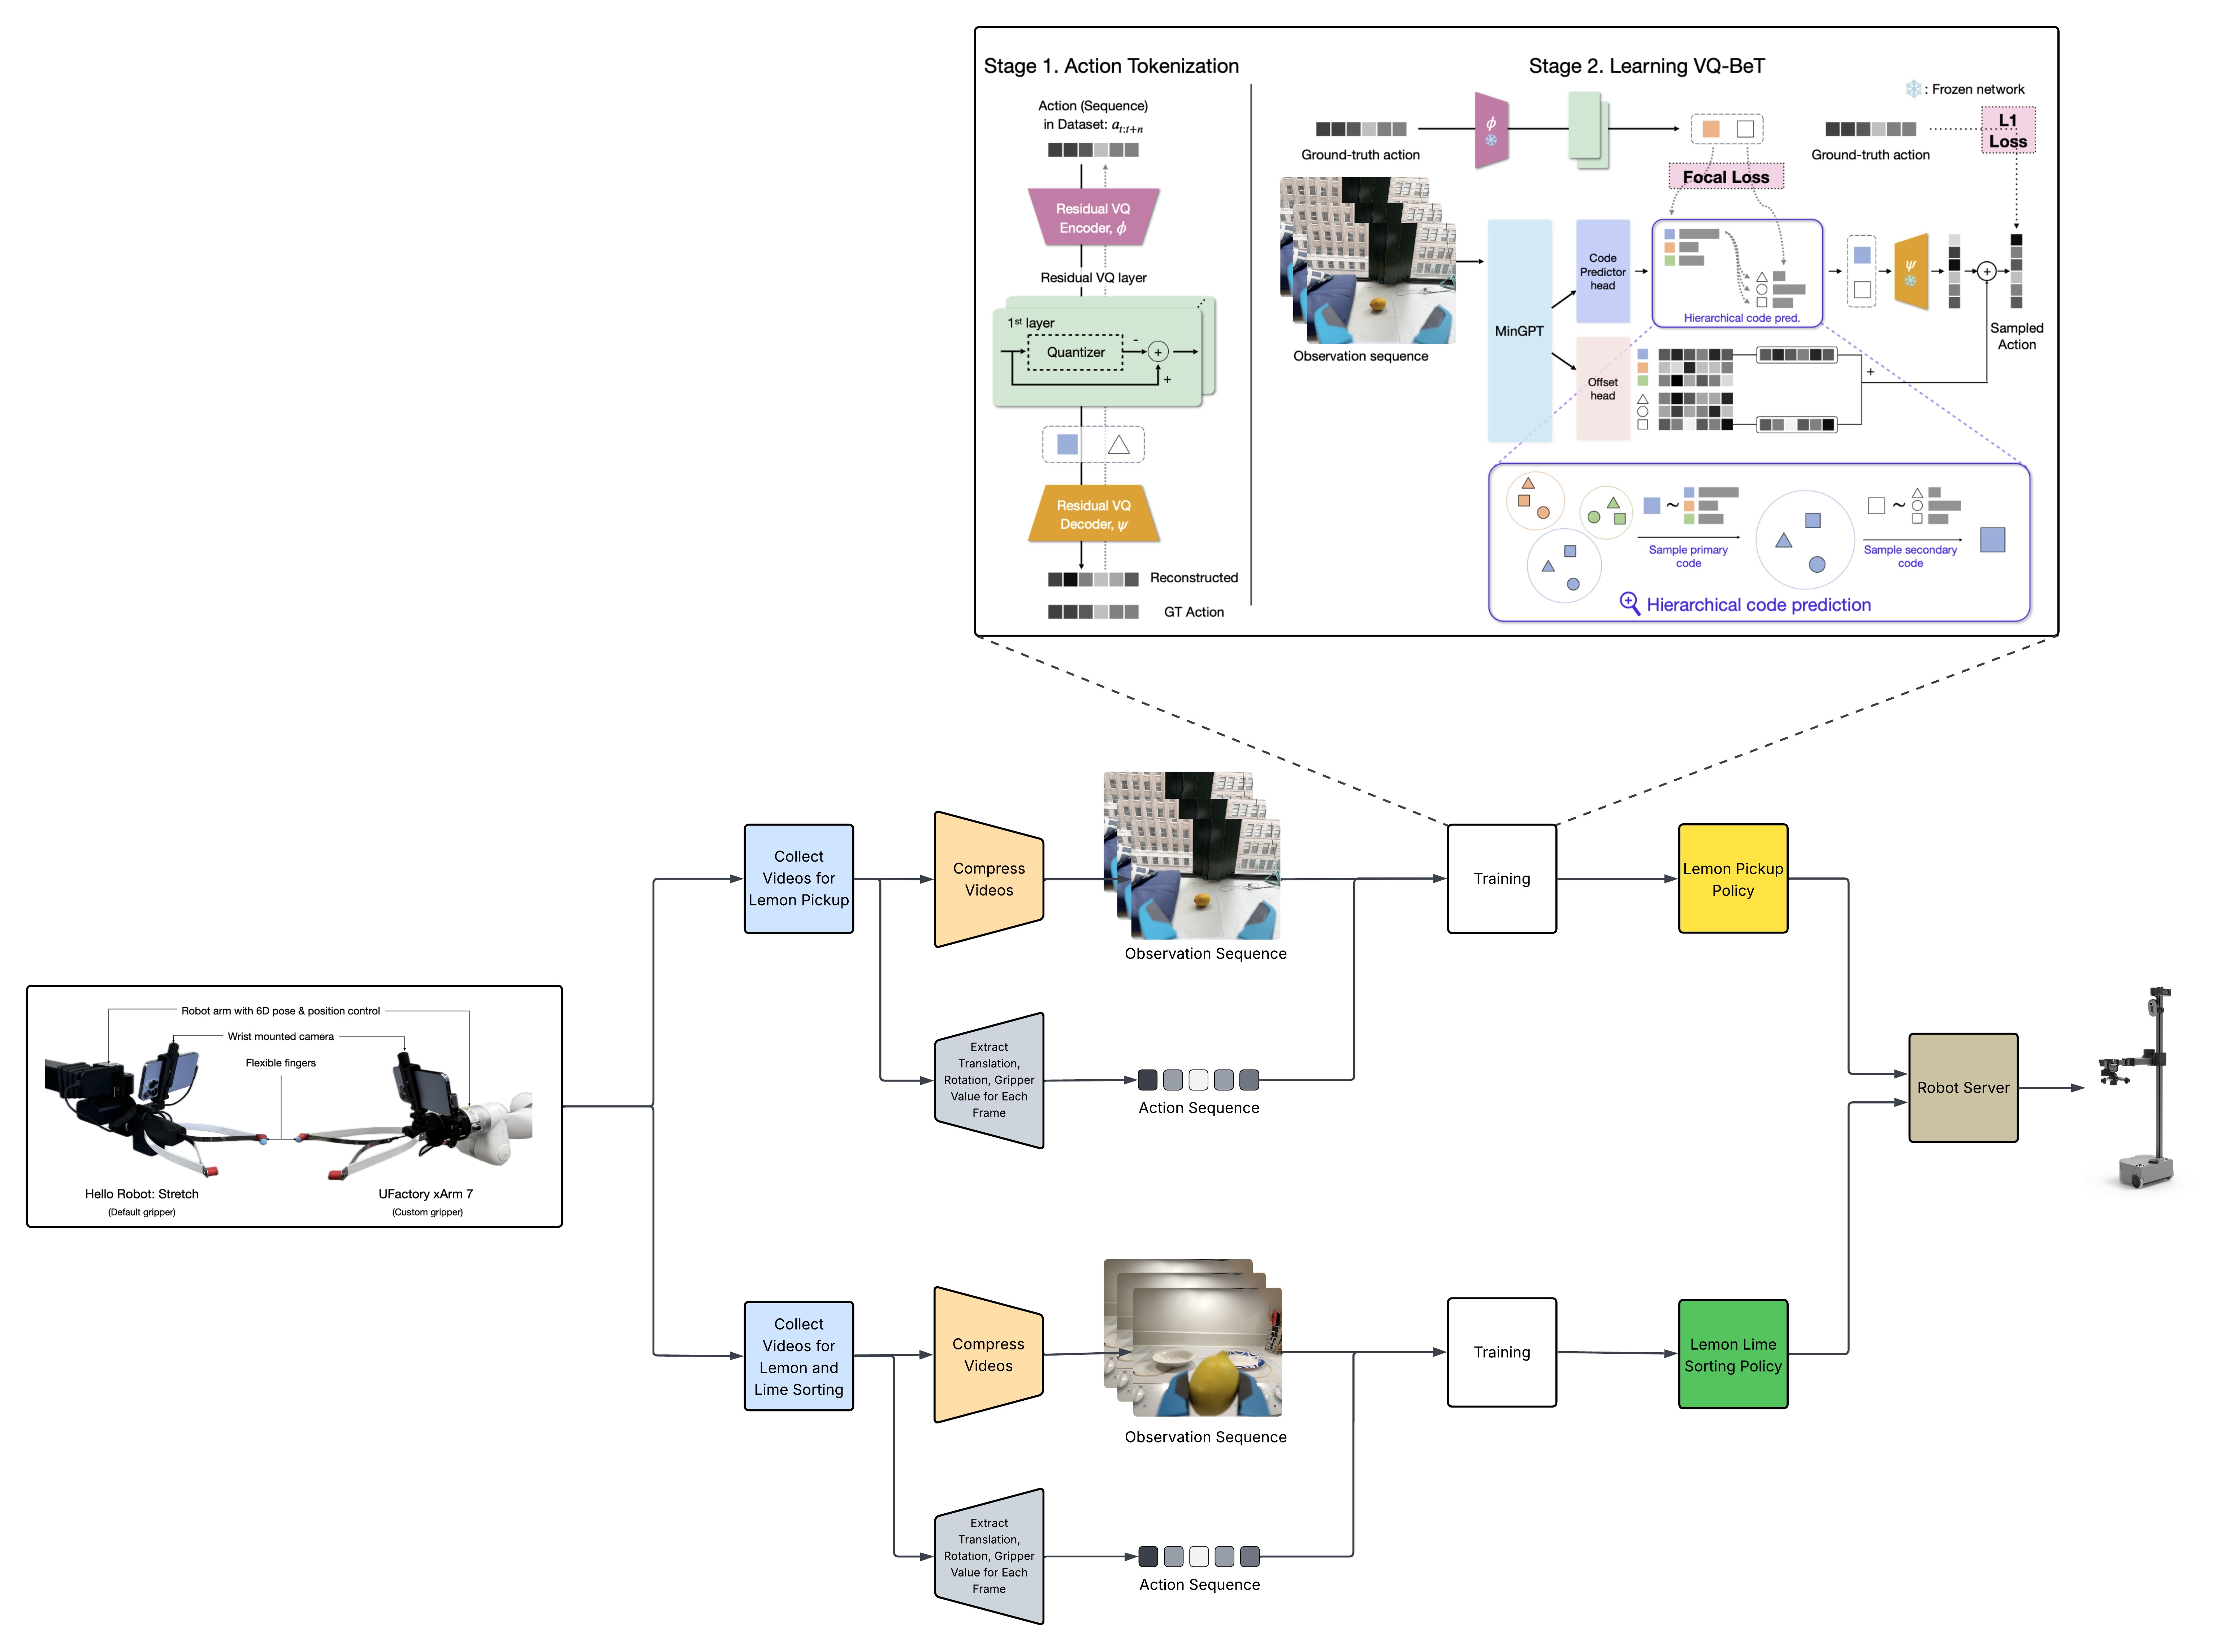 Stage 1. Action Tokenization
Action (Sequence)
in Dataset: a_{t:t+n}
Residual VQ
Encoder, ϕ
Residual VQ layer
1st layer
Quantizer
-
+
+
Residual VQ
Decoder, ψ
Reconstructed
GT Action
Stage 2. Learning VQ-BeT
: Frozen network
Ground-truth action
ϕ
Focal Loss
Ground-truth action
L1
Loss
Observation sequence
MinGPT
Code
Predictor
head
Hierarchical code pred.
ψ
+
Sampled
Action
Offset
head
+
~
Sample primary
code
~
Sample secondary
code
Hierarchical code prediction
Collect
Videos for
Lemon Pickup
Compress
Videos
Observation Sequence
Training
Lemon Pickup
Policy
Extract
Translation,
Rotation, Gripper
Value for Each
Frame
Action Sequence
Robot arm with 6D pose & position control
Wrist mounted camera
Flexible fingers
Hello Robot: Stretch
(Default gripper)
UFactory xArm 7
(Custom gripper)
Robot Server
Collect
Videos for
Lemon and
Lime Sorting
Compress
Videos
Observation Sequence
Training
Lemon Lime
Sorting Policy
Extract
Translation,
Rotation, Gripper
Value for Each
Frame
Action Sequence